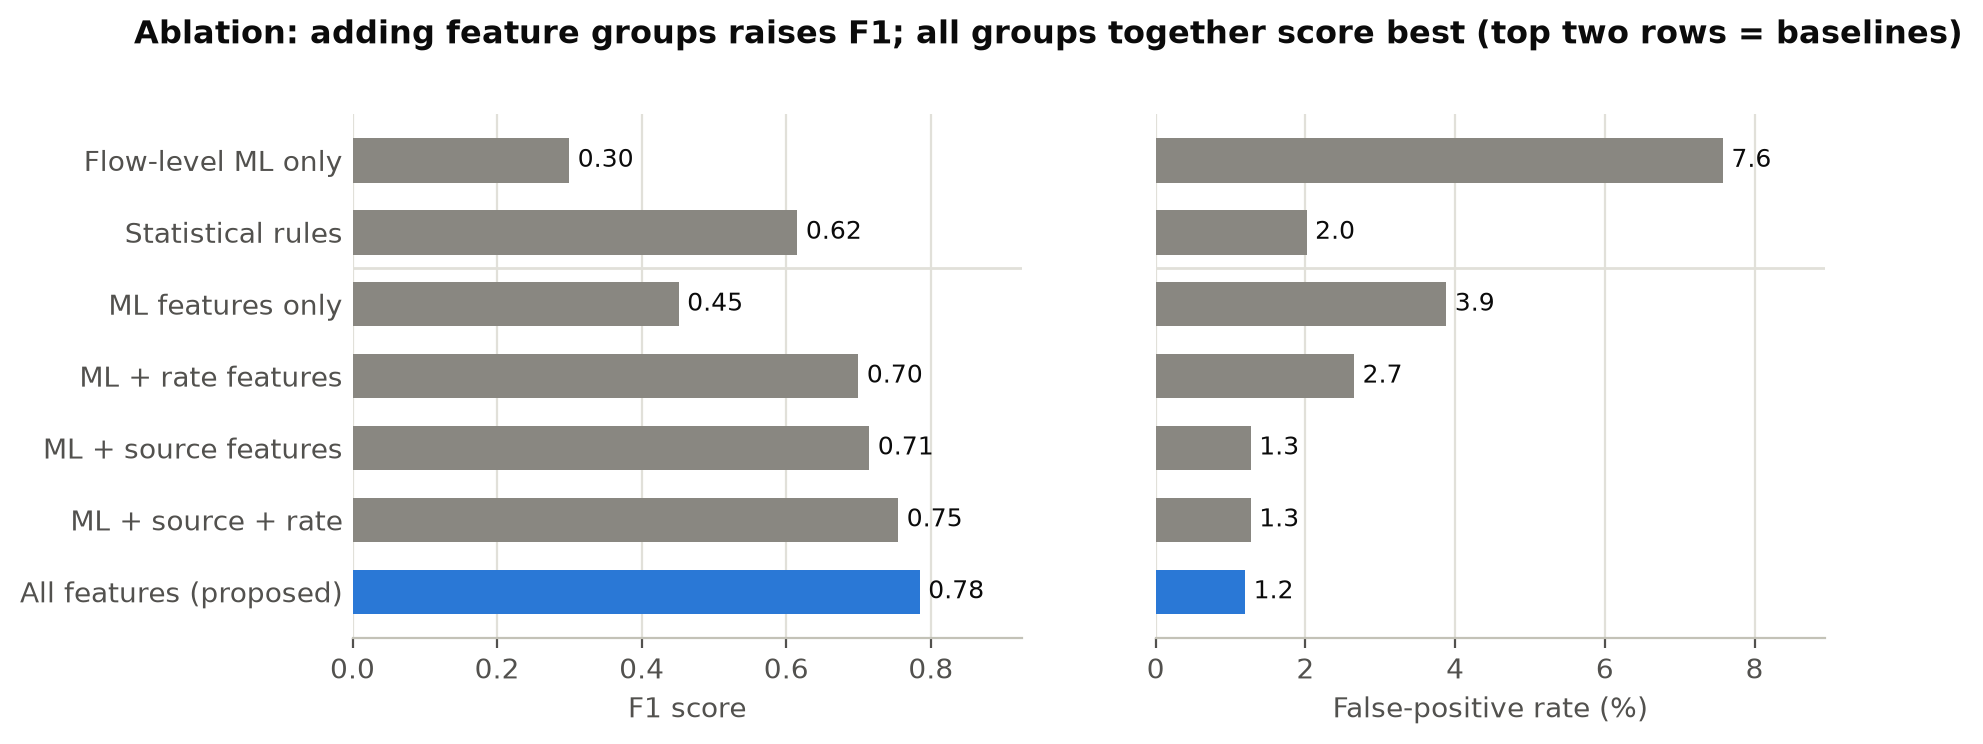 Ablation: adding feature groups raises F1; all groups together score best (top two rows = baselines)
Flow-level ML only 0.30 7.6
Statistical rules 0.62 2.0
ML features only 0.45 3.9
ML + rate features 0.70 2.7
ML + source features 0.71 1.3
ML + source + rate 0.75 1.3
All features (proposed) 0.78 1.2
0.0 0.2 0.4 0.6 0.8 0 2 4 6 8
F1 score False-positive rate (%)